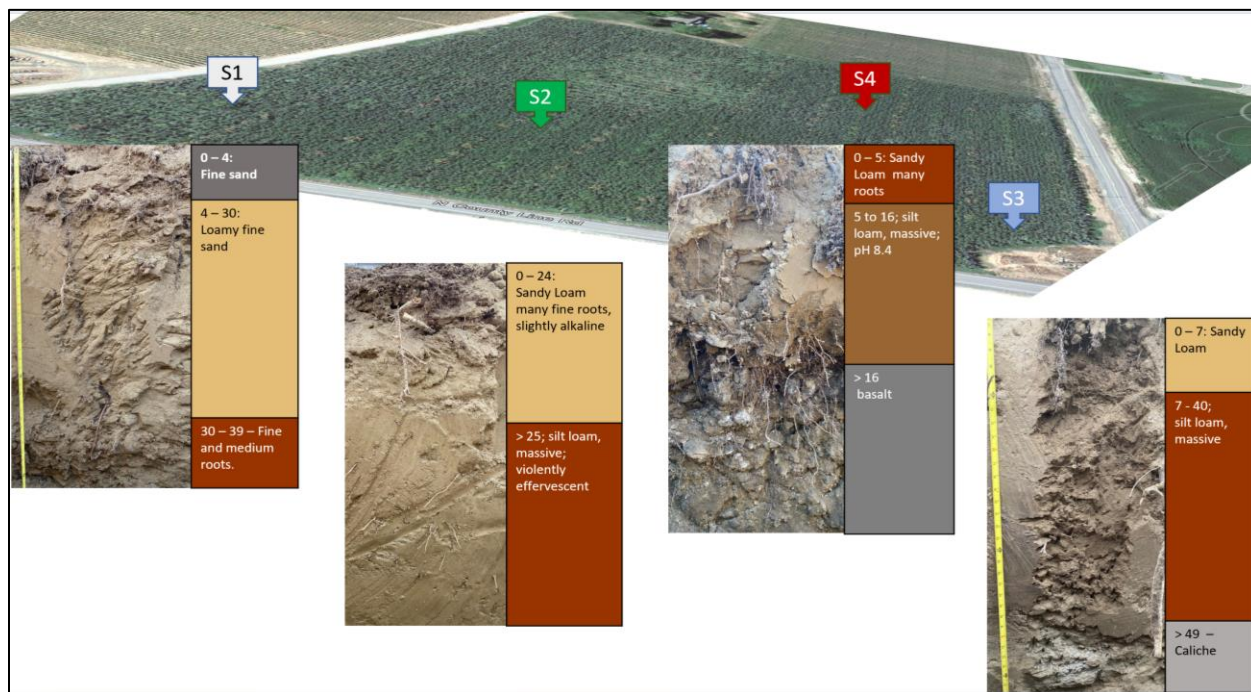 S1
S2
S4
S3
0 – 4:
Fine sand
4 – 30:
Loamy fine
sand
30 – 39 – Fine
and medium
roots.
0 – 24:
Sandy Loam
many fine roots,
slightly alkaline
> 25; silt loam,
massive;
violently
effervescent
0 – 5: Sandy
Loam many
roots
5 to 16; silt
loam, massive;
pH 8.4
> 16
basalt
0 – 7: Sandy
Loam
7 - 40;
silt loam,
massive
> 49 –
Caliche
N County Line Rd